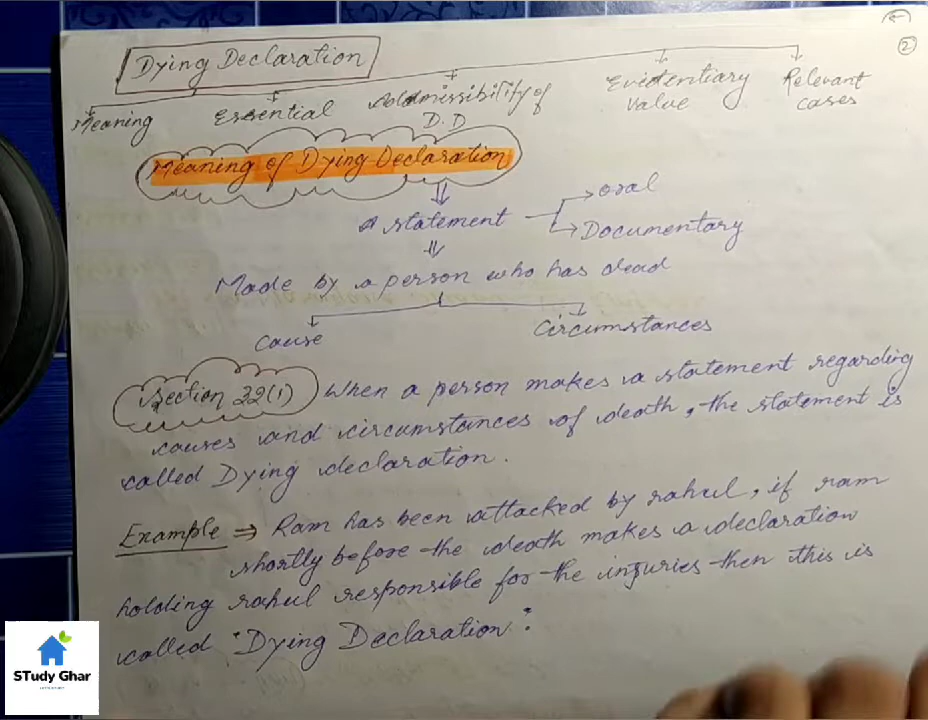 2
Dying Declaration
Meaning
Essential
Admissibility of
D.D
Evidentiary
value
Relevant
cases
Meaning of Dying Declaration
A statement
Oral
Documentary
Made by a person who has dead
Cause
Circumstances
Section 32(1) When a person makes a statement regarding
causes and circumstances of death, the statement is
called Dying declaration.
Example ⇒ Ram has been attacked by rahul, if ram
shortly before the death makes a declaration
holding rahul responsible for the injuries then this is
called "Dying Declaration".
STudy Ghar